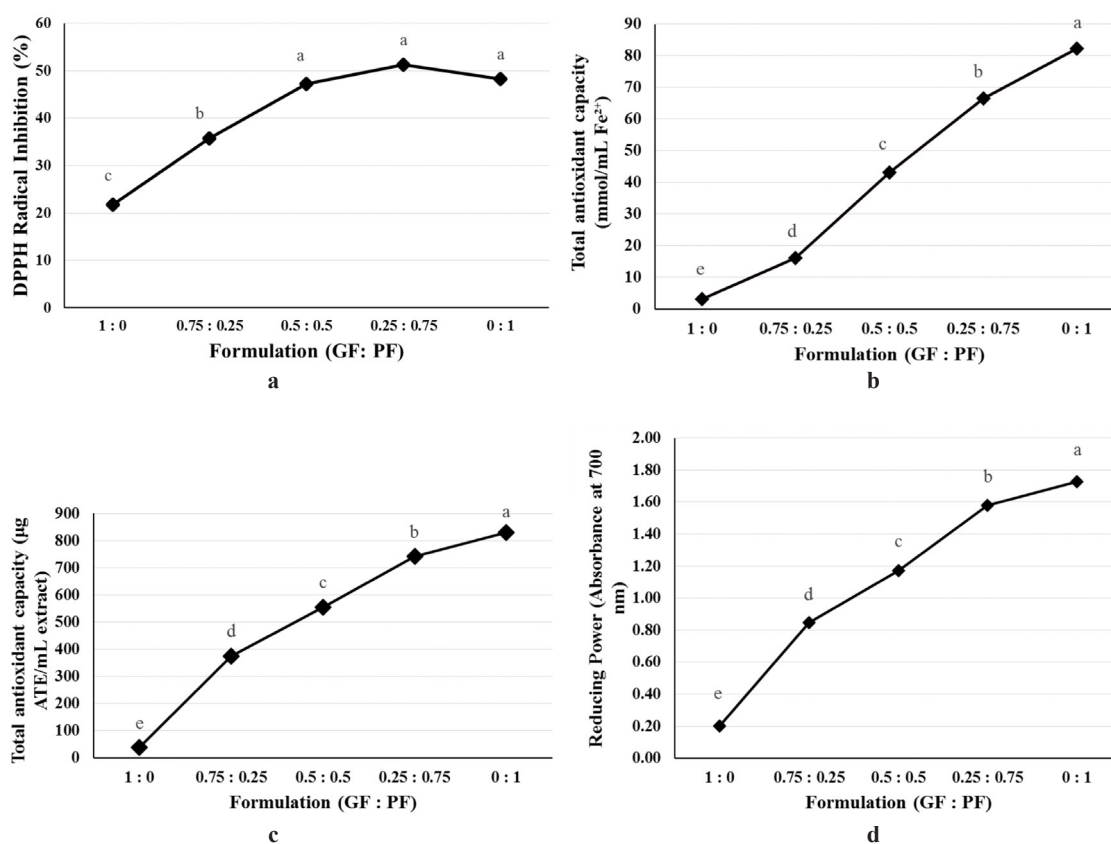 DPPH Radical Inhibition (%)
60
50
40
30
20
10
0
c
b
a
a
a
1 : 0 0.75 : 0.25 0.5 : 0.5 0.25 : 0.75 0 : 1
Formulation (GF: PF)
a
Total antioxidant capacity
(mmol/mL Fe²⁺)
90
80
70
60
50
40
30
20
10
0
e
d
c
b
a
1 : 0 0.75 : 0.25 0.5 : 0.5 0.25 : 0.75 0 : 1
Formulation (GF : PF)
b
Total antioxidant capacity (µg
ATE/mL extract)
900
800
700
600
500
400
300
200
100
0
e
d
c
b
a
1 : 0 0.75 : 0.25 0.5 : 0.5 0.25 : 0.75 0 : 1
Formulation (GF : PF)
c
Reducing Power (Absorbance at 700
nm)
2.00
1.80
1.60
1.40
1.20
1.00
0.80
0.60
0.40
0.20
0.00
e
d
c
b
a
1 : 0 0.75 : 0.25 0.5 : 0.5 0.25 : 0.75 0 : 1
Formulation (GF : PF)
d